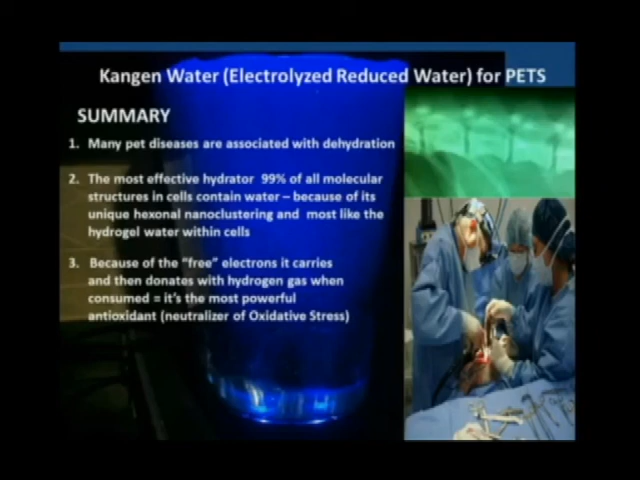 Kangen Water (Electrolyzed Reduced Water) for PETS
SUMMARY
1. Many pet diseases are associated with dehydration
2. The most effective hydrator 99% of all molecular
structures in cells contain water – because of its
unique hexonal nanoclustering and most like the
hydrogel water within cells
3. Because of the "free" electrons it carries
and then donates with hydrogen gas when
consumed = it's the most powerful
antioxidant (neutralizer of Oxidative Stress)